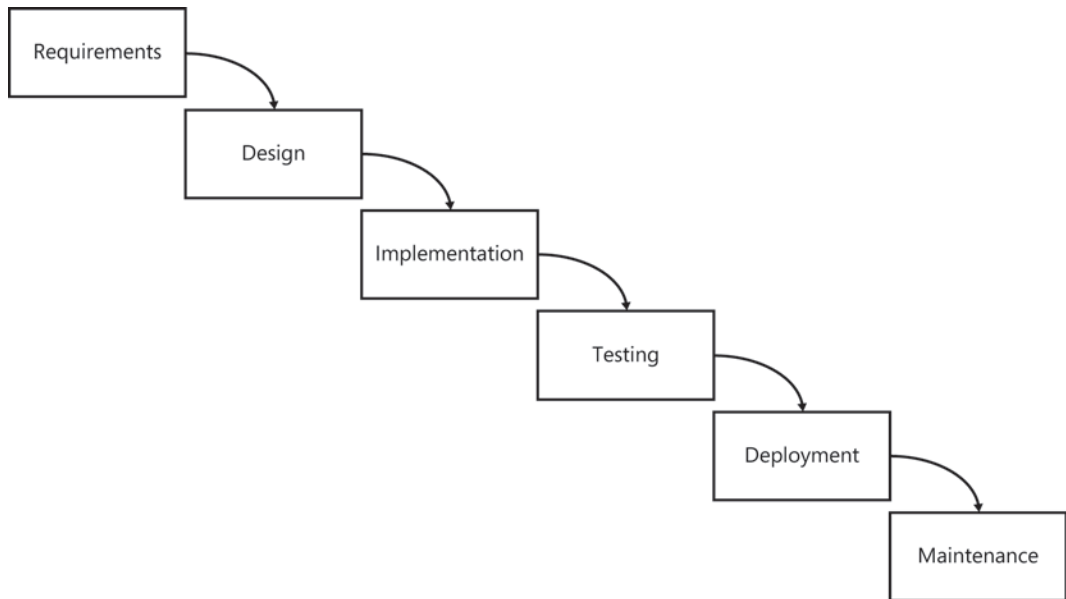 Requirements
Design
Implementation
Testing
Deployment
Maintenance